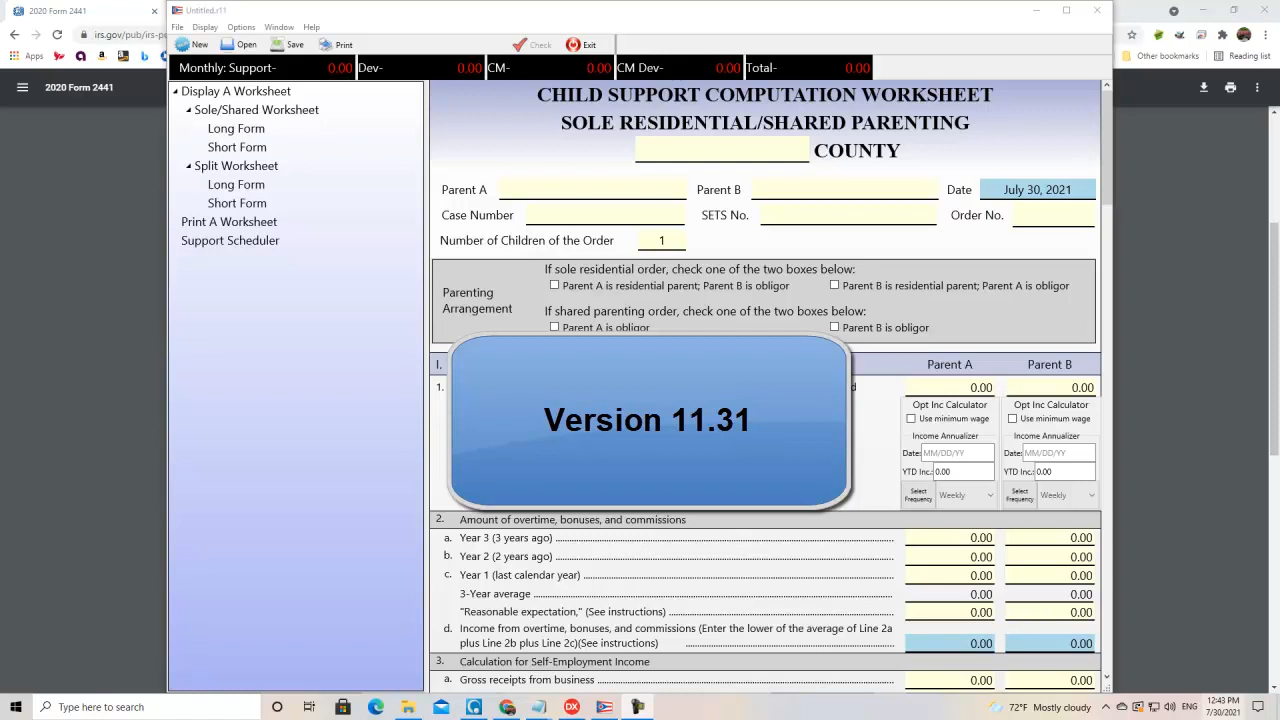 2020 Form 2441
irs.gov/pub/irs-p
Apps
Other bookmarks
Reading list
2020 Form 2441
Untitled.r11
File Display Options Window Help
New Open Save Print Check Exit
Monthly: Support- 0.00 Dev- 0.00 CM- 0.00 CM Dev- 0.00 Total- 0.00
Display A Worksheet
Sole/Shared Worksheet
Long Form
Short Form
Split Worksheet
Long Form
Short Form
Print A Worksheet
Support Scheduler
CHILD SUPPORT COMPUTATION WORKSHEET
SOLE RESIDENTIAL/SHARED PARENTING
COUNTY
Parent A Parent B Date July 30, 2021
Case Number SETS No. Order No.
Number of Children of the Order 1
Parenting Arrangement
If sole residential order, check one of the two boxes below:
Parent A is residential parent; Parent B is obligor Parent B is residential parent; Parent A is obligor
If shared parenting order, check one of the two boxes below:
Parent A is obligor Parent B is obligor
I. Parent A Parent B
1. d 0.00 0.00
Opt Inc Calculator Opt Inc Calculator
Use minimum wage Use minimum wage
Income Annualizer Income Annualizer
Date: MM/DD/YY Date: MM/DD/YY
YTD Inc.: 0.00 YTD Inc.: 0.00
Select Frequency Weekly Select Frequency Weekly
Version 11.31
2. Amount of overtime, bonuses, and commissions
a. Year 3 (3 years ago) 0.00 0.00
b. Year 2 (2 years ago) 0.00 0.00
c. Year 1 (last calendar year) 0.00 0.00
3-Year average 0.00 0.00
"Reasonable expectation," (See instructions) 0.00 0.00
d. Income from overtime, bonuses, and commissions (Enter the lower of the average of Line 2a
plus Line 2b plus Line 2c)(See instructions) 0.00 0.00
3. Calculation for Self-Employment Income
a. Gross receipts from business 0.00 0.00
Type here to search
72°F Mostly cloudy
12:43 PM
7/30/2021